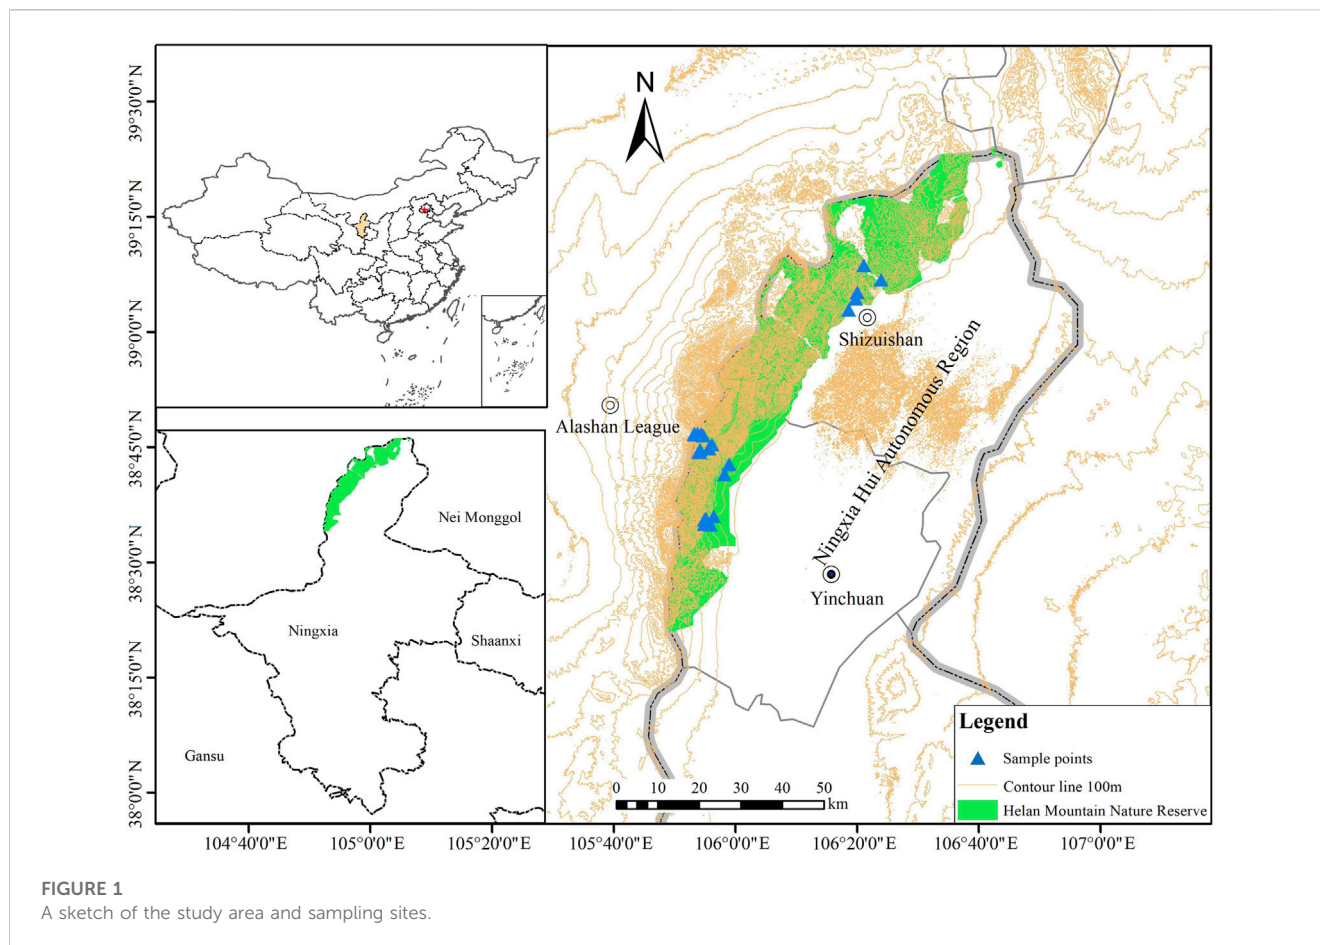 39°30'0"N
39°15'0"N
39°0'0"N
38°45'0"N
38°30'0"N
38°15'0"N
38°0'0"N
Nei Monggol
Ningxia
Shaanxi
Gansu
N
Shizuishan
Alashan League
Ningxia Hui Autonomous Region
Yinchuan
Legend
Sample points
Contour line 100m
Helan Mountain Nature Reserve
0 10 20 30 40 50
km
104°40'0"E 105°0'0"E 105°20'0"E 105°40'0"E 106°0'0"E 106°20'0"E 106°40'0"E 107°0'0"E
FIGURE 1
A sketch of the study area and sampling sites.